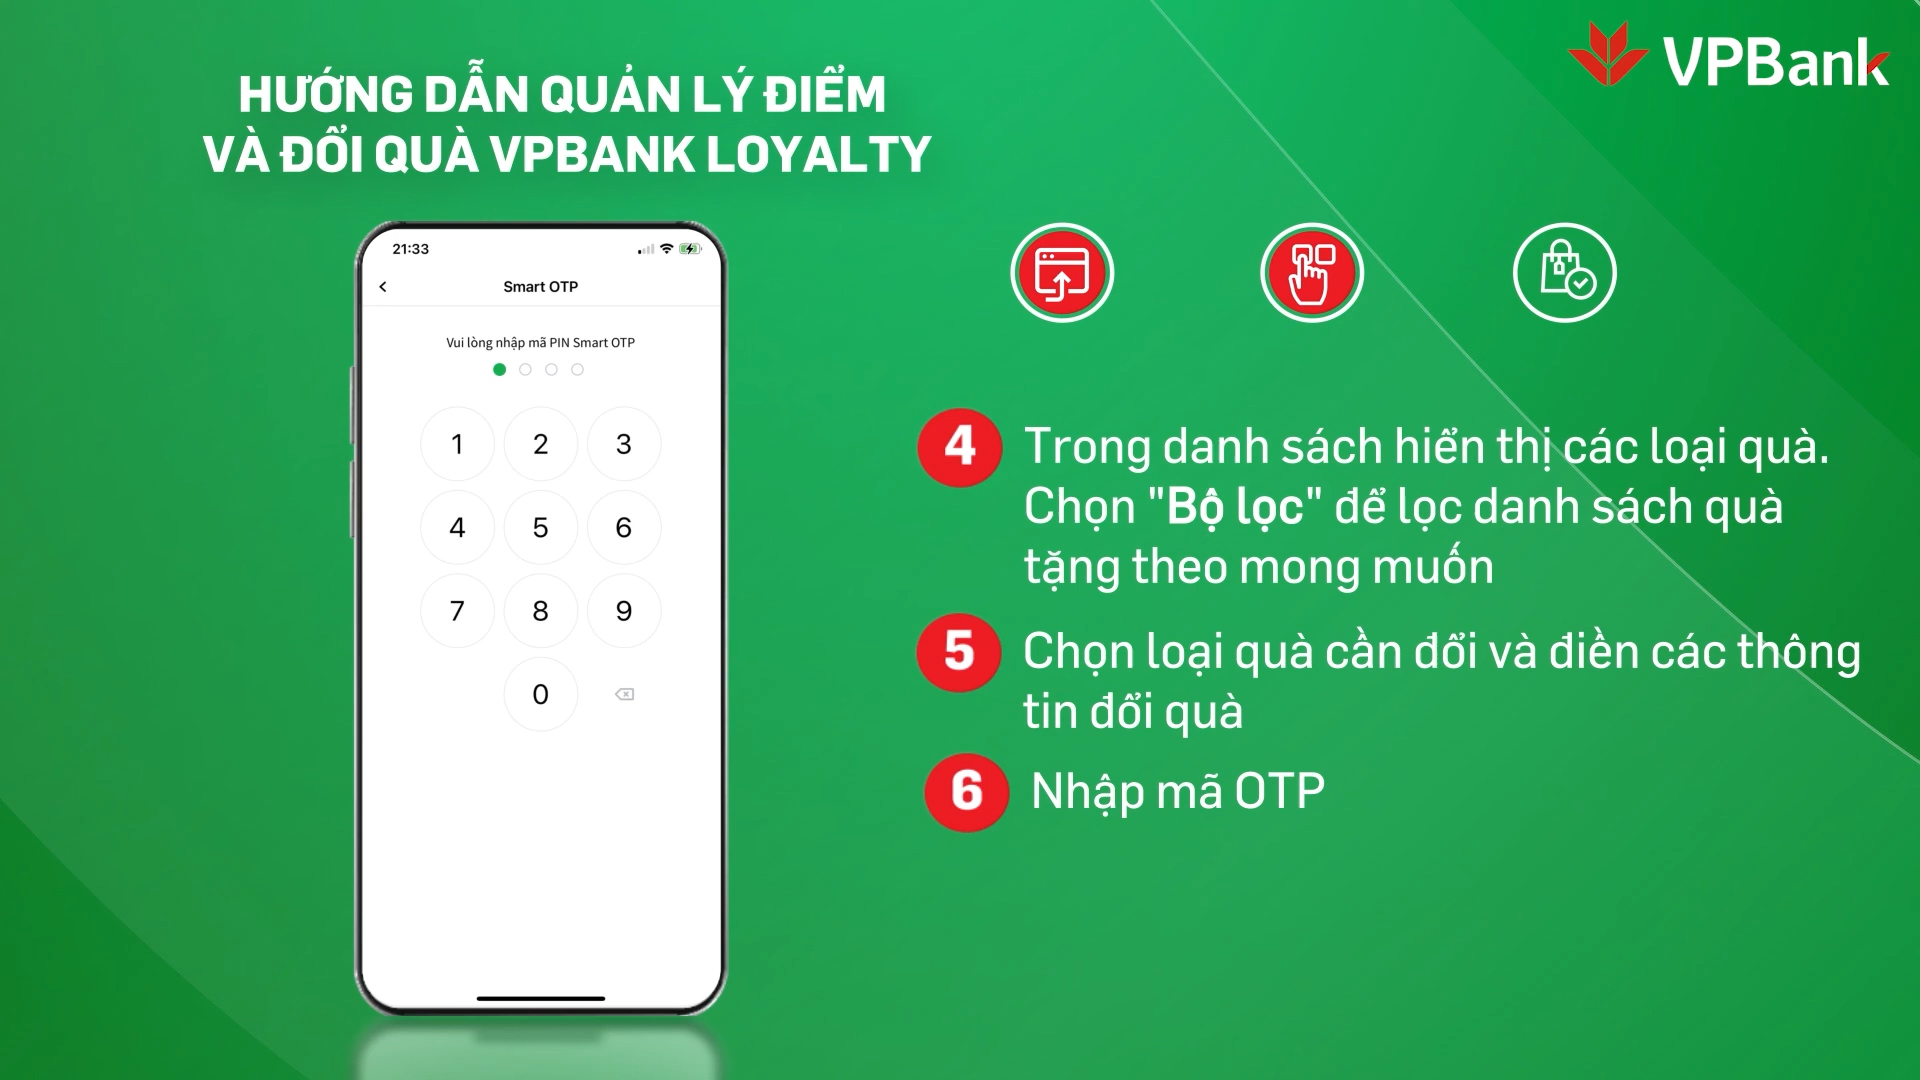 VPBank
HƯỚNG DẪN QUẢN LÝ ĐIỂM
VÀ ĐỔI QUÀ VPBANK LOYALTY
21:33
Smart OTP
Vui lòng nhập mã PIN Smart OTP
1 2 3
4 5 6
7 8 9
0
4 Trong danh sách hiển thị các loại quà.
Chọn "Bộ lọc" để lọc danh sách quà
tặng theo mong muốn
5 Chọn loại quà cần đổi và điền các thông
tin đổi quà
6 Nhập mã OTP